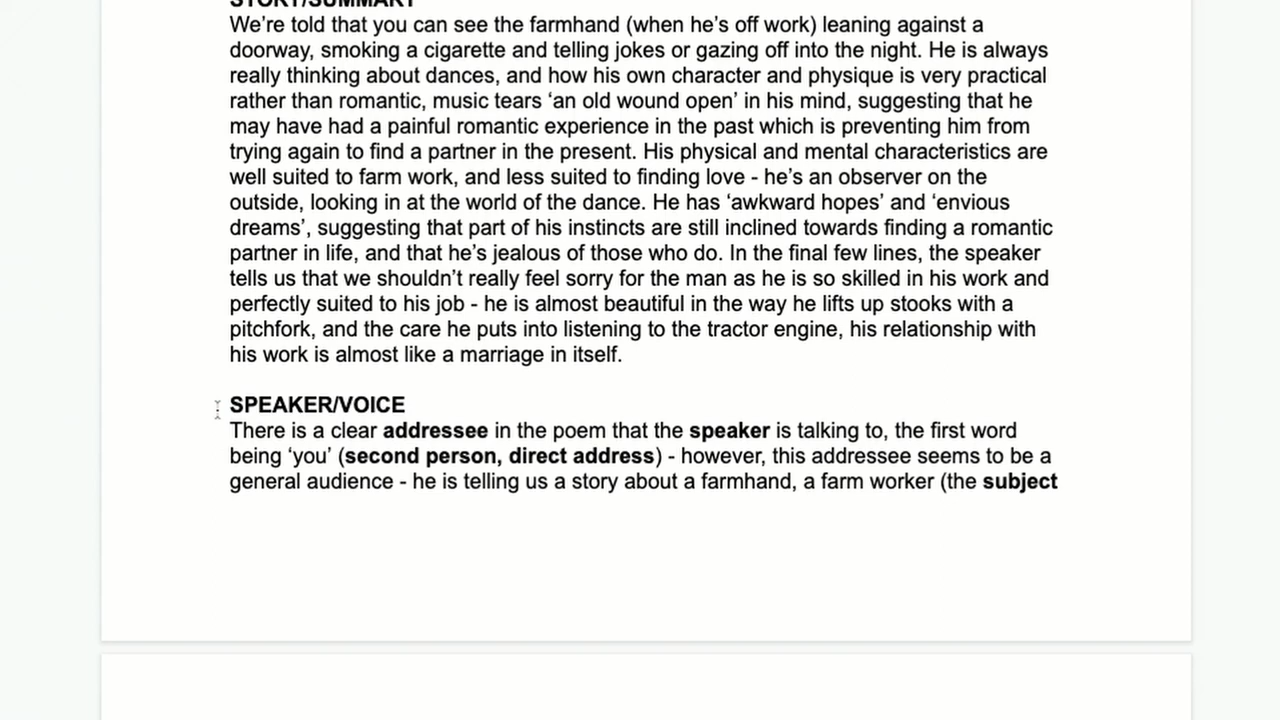 STORY/SUMMARY
We’re told that you can see the farmhand (when he’s off work) leaning against a
doorway, smoking a cigarette and telling jokes or gazing off into the night. He is always
really thinking about dances, and how his own character and physique is very practical
rather than romantic, music tears ‘an old wound open’ in his mind, suggesting that he
may have had a painful romantic experience in the past which is preventing him from
trying again to find a partner in the present. His physical and mental characteristics are
well suited to farm work, and less suited to finding love - he’s an observer on the
outside, looking in at the world of the dance. He has ‘awkward hopes’ and ‘envious
dreams’, suggesting that part of his instincts are still inclined towards finding a romantic
partner in life, and that he’s jealous of those who do. In the final few lines, the speaker
tells us that we shouldn’t really feel sorry for the man as he is so skilled in his work and
perfectly suited to his job - he is almost beautiful in the way he lifts up stooks with a
pitchfork, and the care he puts into listening to the tractor engine, his relationship with
his work is almost like a marriage in itself.
SPEAKER/VOICE
There is a clear addressee in the poem that the speaker is talking to, the first word
being ‘you’ (second person, direct address) - however, this addressee seems to be a
general audience - he is telling us a story about a farmhand, a farm worker (the subject